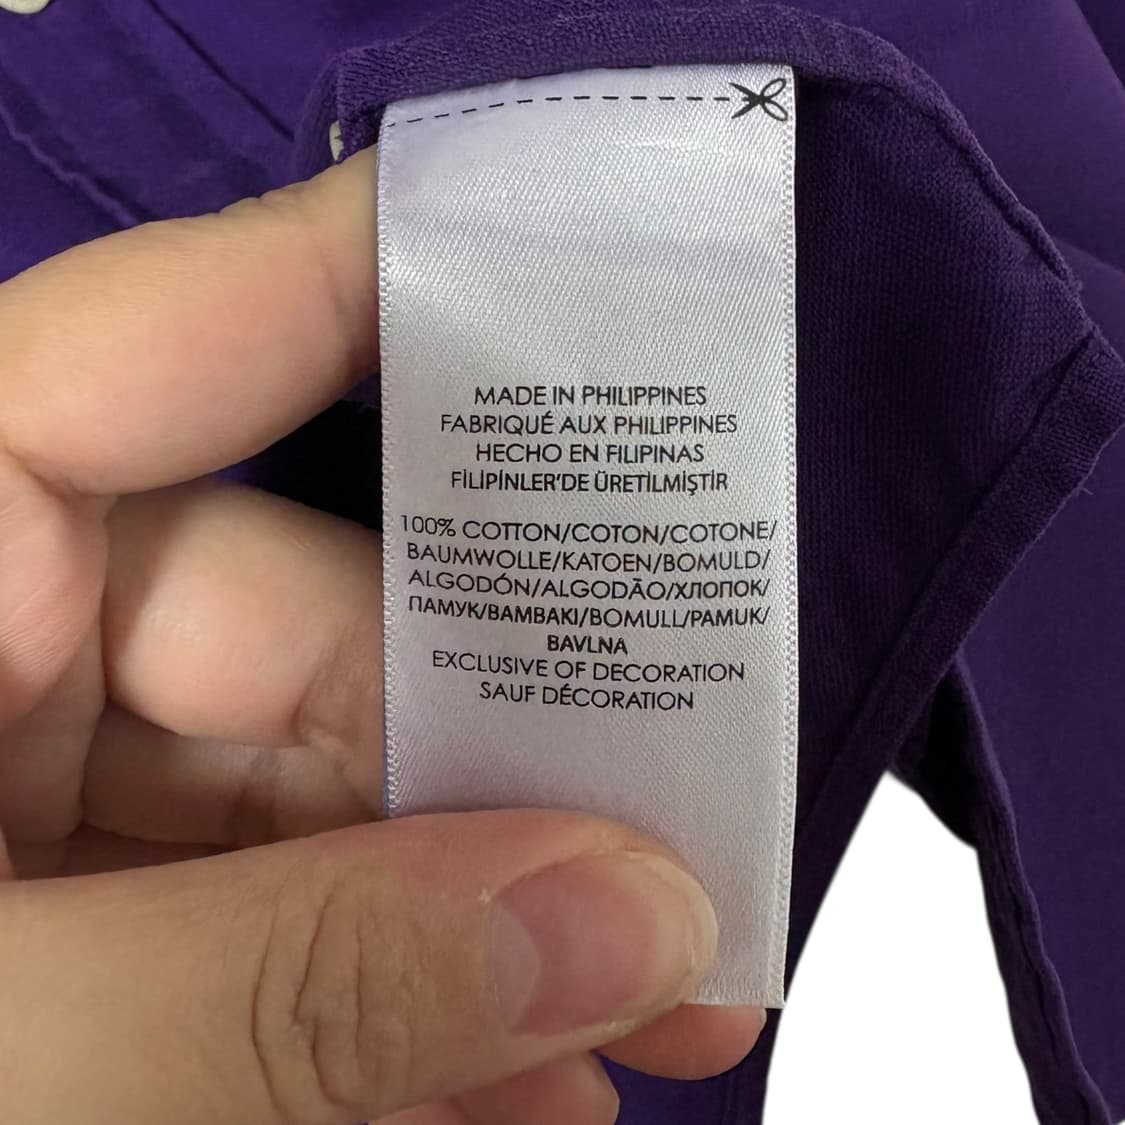 MADE IN PHILIPPINES
FABRIQUÉ AUX PHILIPPINES
HECHO EN FILIPINAS
FİLİPİNLER'DE ÜRETİLMİŞTİR
100% COTTON/COTON/COTONE/
BAUMWOLLE/KATOEN/BOMULD/
ALGODÓN/ALGODÃO/ХЛОПОК/
ПАМУК/ΒΑΜΒΑΚΙ/BOMULL/PAMUK/
BAVLNA
EXCLUSIVE OF DECORATION
SAUF DÉCORATION